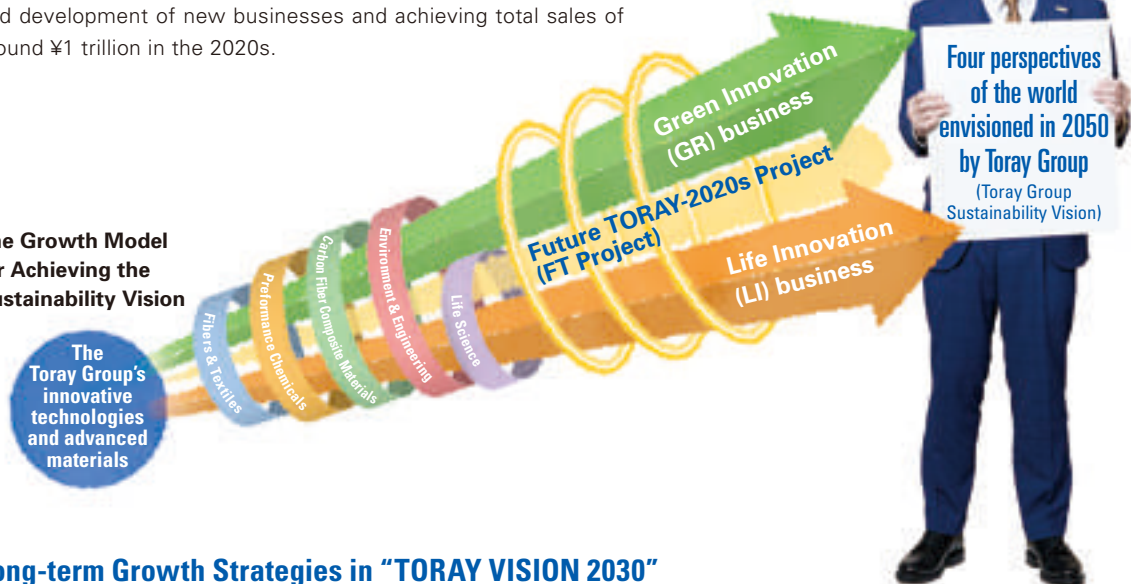 d development of new businesses and achieving total sales of
ound ¥1 trillion in the 2020s.
Green Innovation
(GR) business
Four perspectives
of the world
envisioned in 2050
by Toray Group
(Toray Group
Sustainability Vision)
Future TORAY-2020s Project
(FT Project)
Life Innovation
(LI) business
e Growth Model
r Achieving the
ustainability Vision
Fibers & Textiles
Preformance Chemicals
Carbon Fiber Composite Materials
Environment & Engineering
Life Science
The
Toray Group's
innovative
technologies
and advanced
materials
ong-term Growth Strategies in “TORAY VISION 2030”